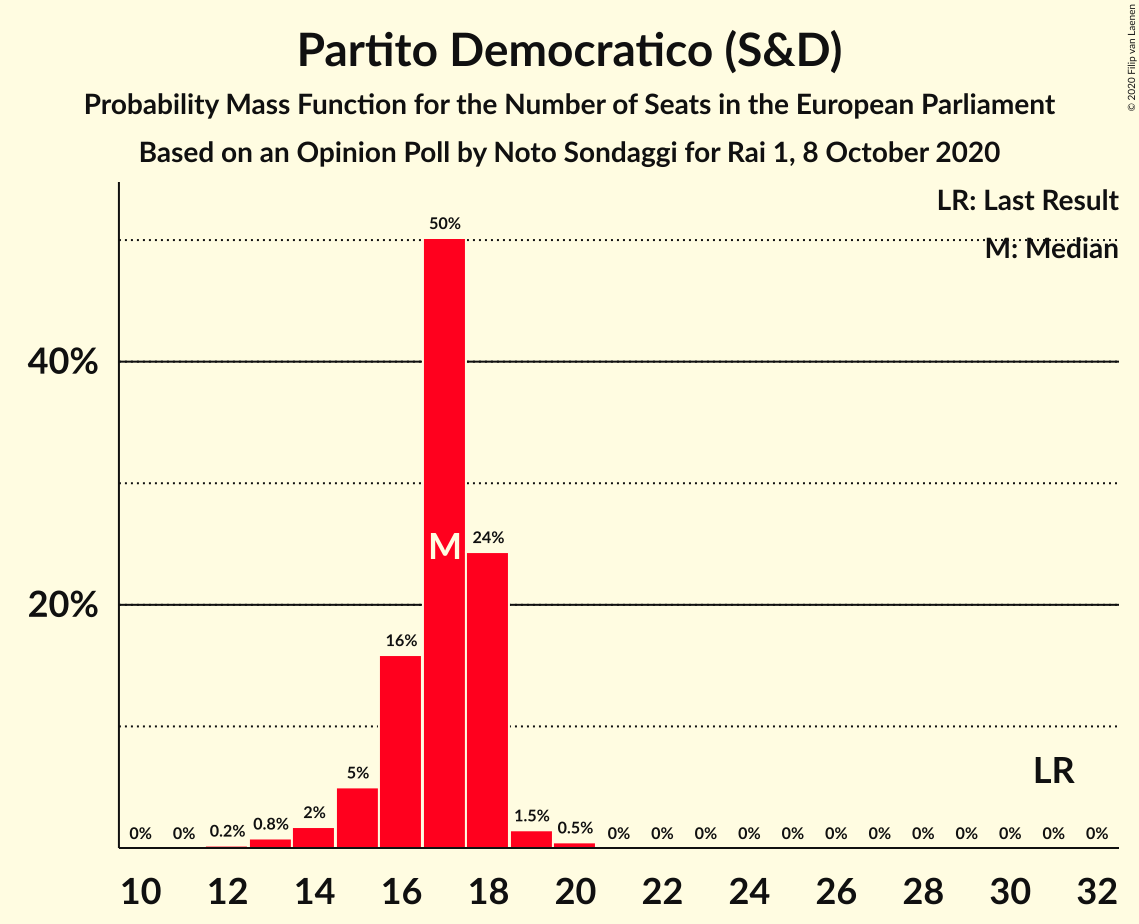 Partito Democratico (S&D)
Probability Mass Function for the Number of Seats in the European Parliament
Based on an Opinion Poll by Noto Sondaggi for Rai 1, 8 October 2020
© 2020 Filip van Laenen
LR: Last Result
M: Median
50%
40%
M
24%
20%
16%
LR
5%
2%
1.5%
0% 0% 0.2% 0.8% 0.5% 0% 0% 0% 0% 0% 0% 0% 0% 0% 0% 0% 0%
10 12 14 16 18 20 22 24 26 28 30 32